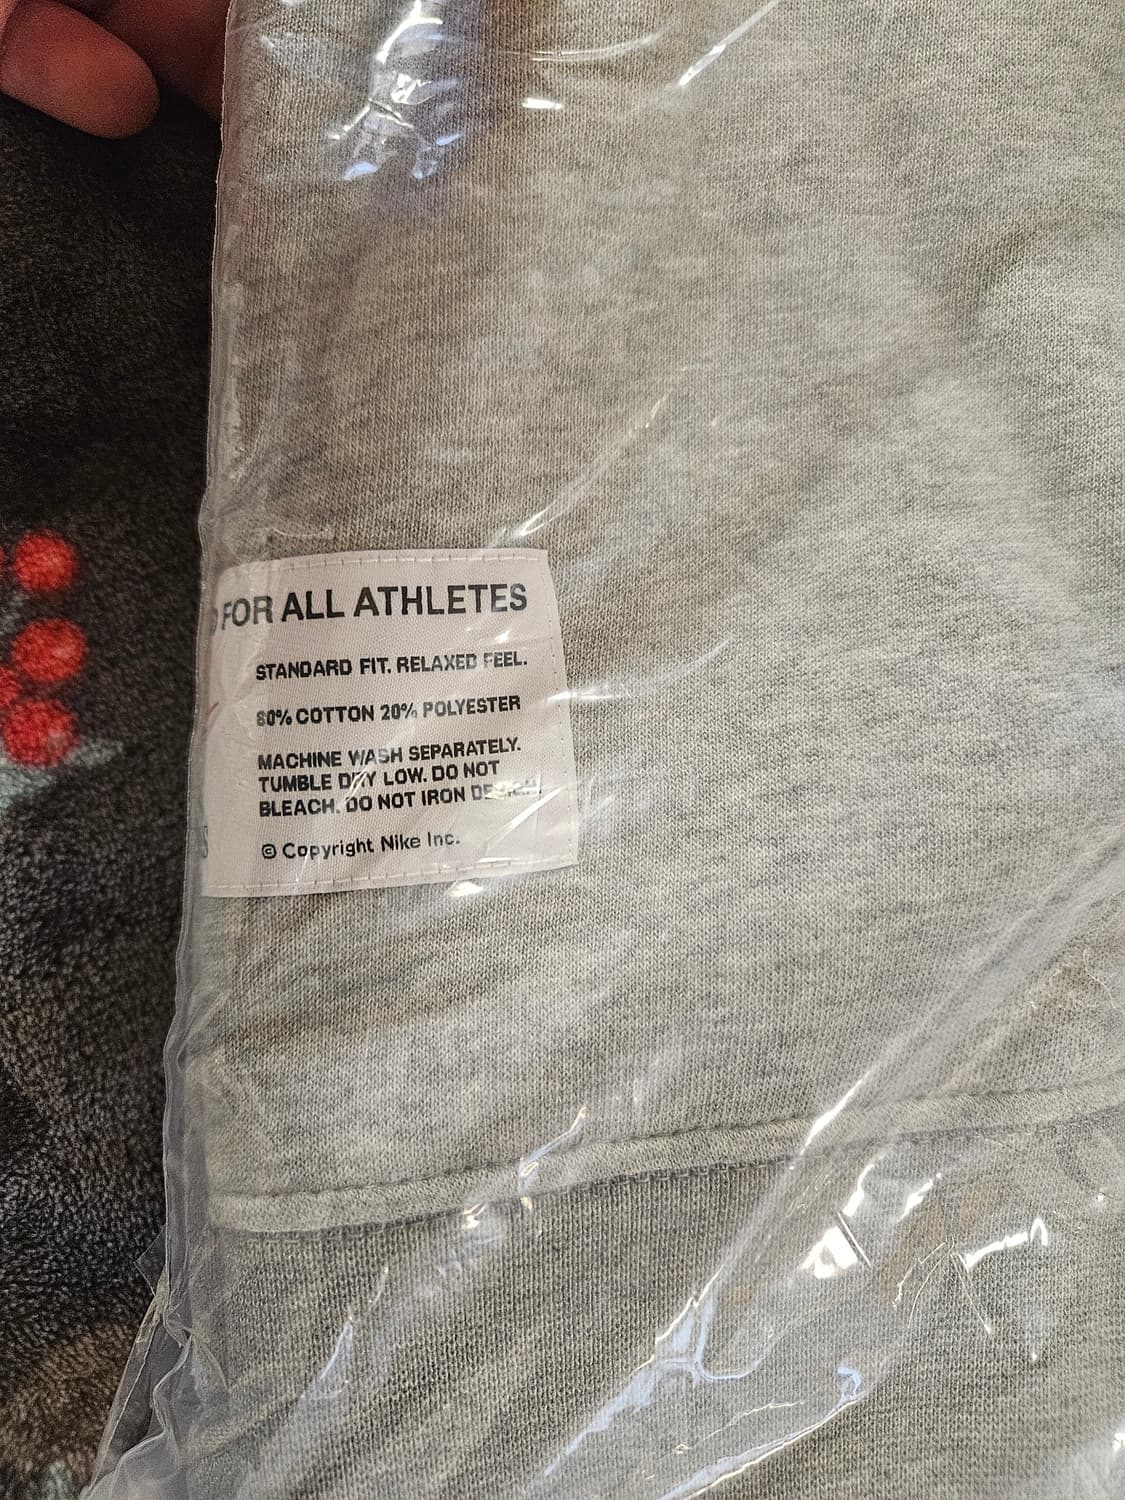 FOR ALL ATHLETES
STANDARD FIT. RELAXED FEEL.
80% COTTON 20% POLYESTER
MACHINE WASH SEPARATELY.
TUMBLE DRY LOW. DO NOT
BLEACH. DO NOT IRON
© Copyright Nike Inc.